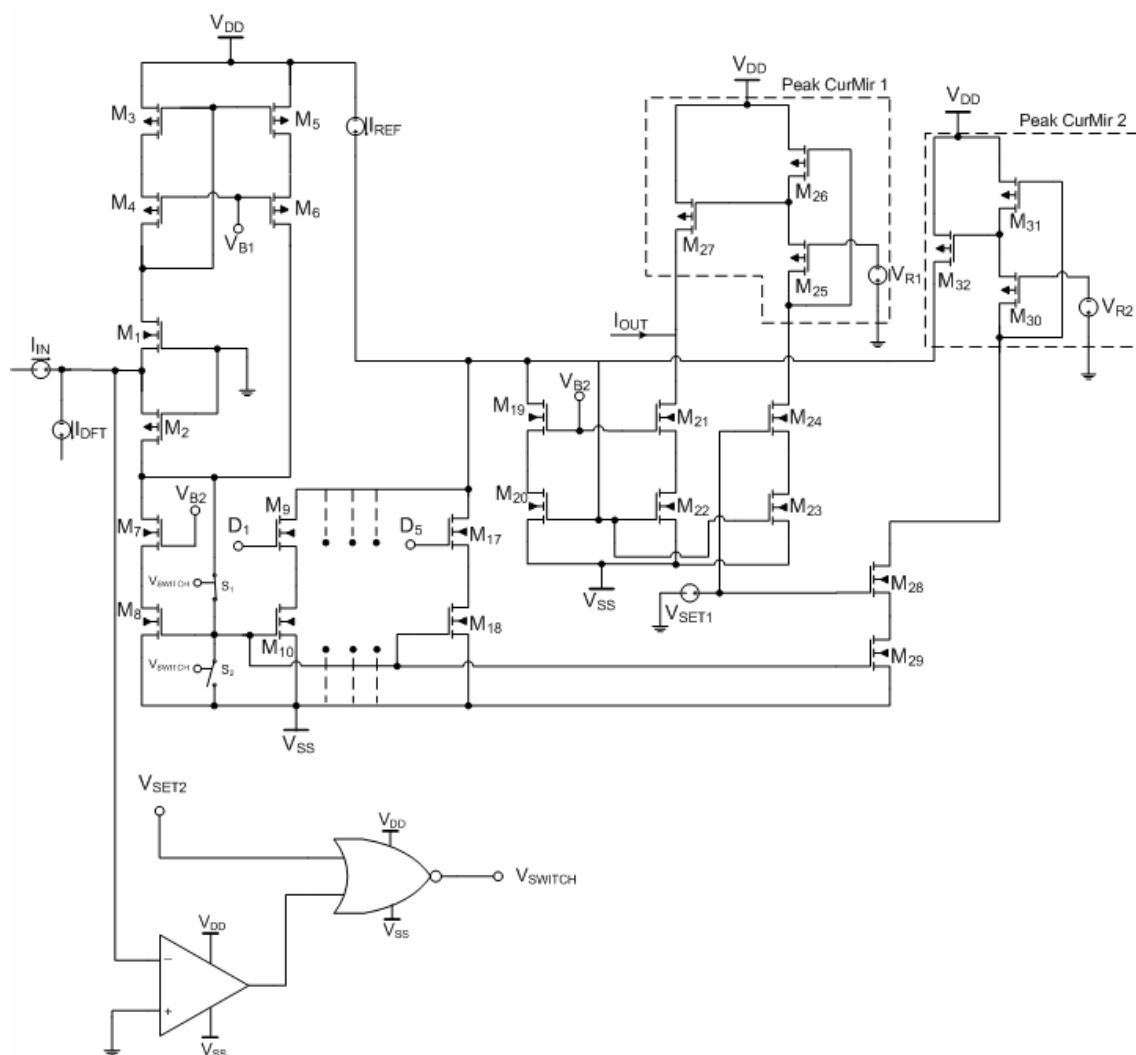 VDD
VDD
Peak CurMir 1
VDD
Peak CurMir 2
M3
M5
IREF
M26
M31
M4
M6
VB1
M27
M32
M25
VR1
M30
VR2
IOUT
M1
IIN
VB2
M19
M21
M24
M2
IDFT
VB2
M9
M20
M22
M23
M7
D1
D5
M17
VSWITCH
S1
VSS
VSET1
M28
M8
M10
M18
VSWITCH
S2
M29
VSS
VSET2
VDD
VSWITCH
VSS
VDD
−
+
VSS